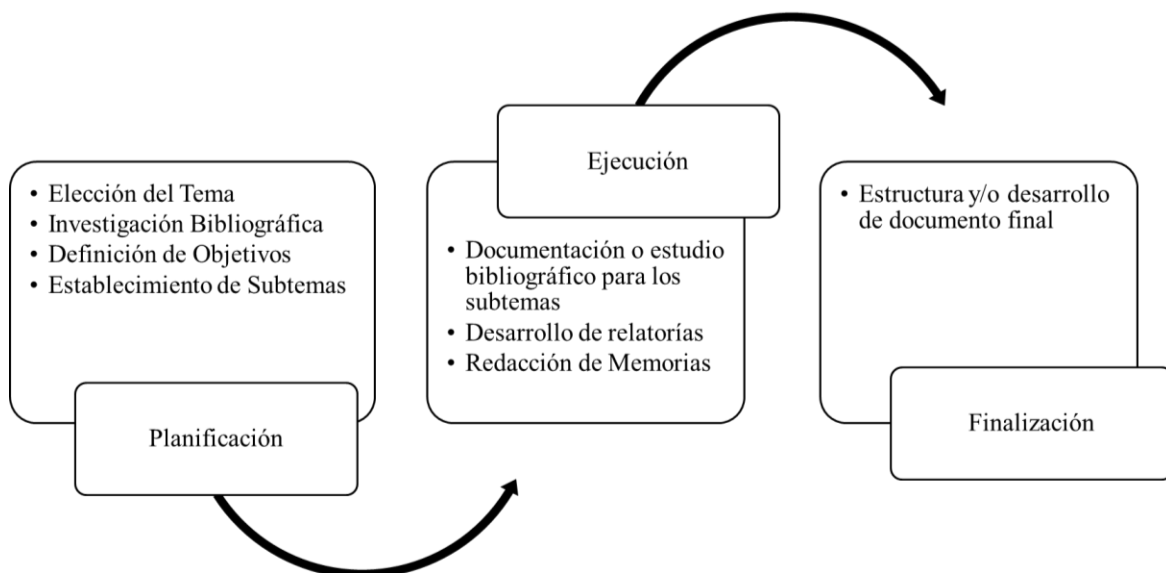 • Elección del Tema
• Investigación Bibliográfica
• Definición de Objetivos
• Establecimiento de Subtemas
Planificación
Ejecución
• Documentación o estudio
bibliográfico para los
subtemas
• Desarrollo de relatorías
• Redacción de Memorias
• Estructura y/o desarrollo
de documento final
Finalización